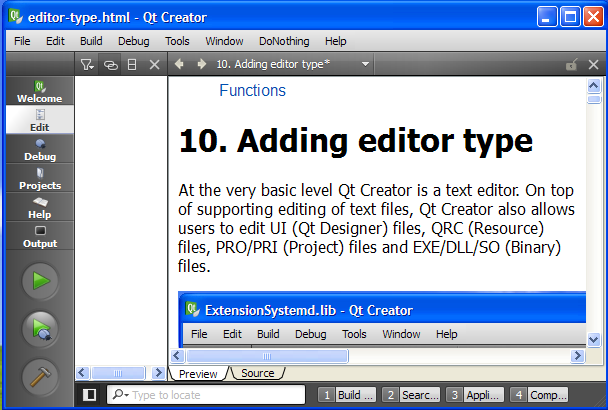 editor-type.html - Qt Creator
File Edit Build Debug Tools Window DoNothing Help
10. Adding editor type*
Welcome
Edit
Debug
Projects
Help
Output
Functions
10. Adding editor type
At the very basic level Qt Creator is a text editor. On top
of supporting editing of text files, Qt Creator also allows
users to edit UI (Qt Designer) files, QRC (Resource)
files, PRO/PRI (Project) files and EXE/DLL/SO (Binary)
files.
ExtensionSystemd.lib - Qt Creator
File Edit Build Debug Tools Window Help
Preview Source
Type to locate
1 Build ... 2 Searc... 3 Appli... 4 Comp...